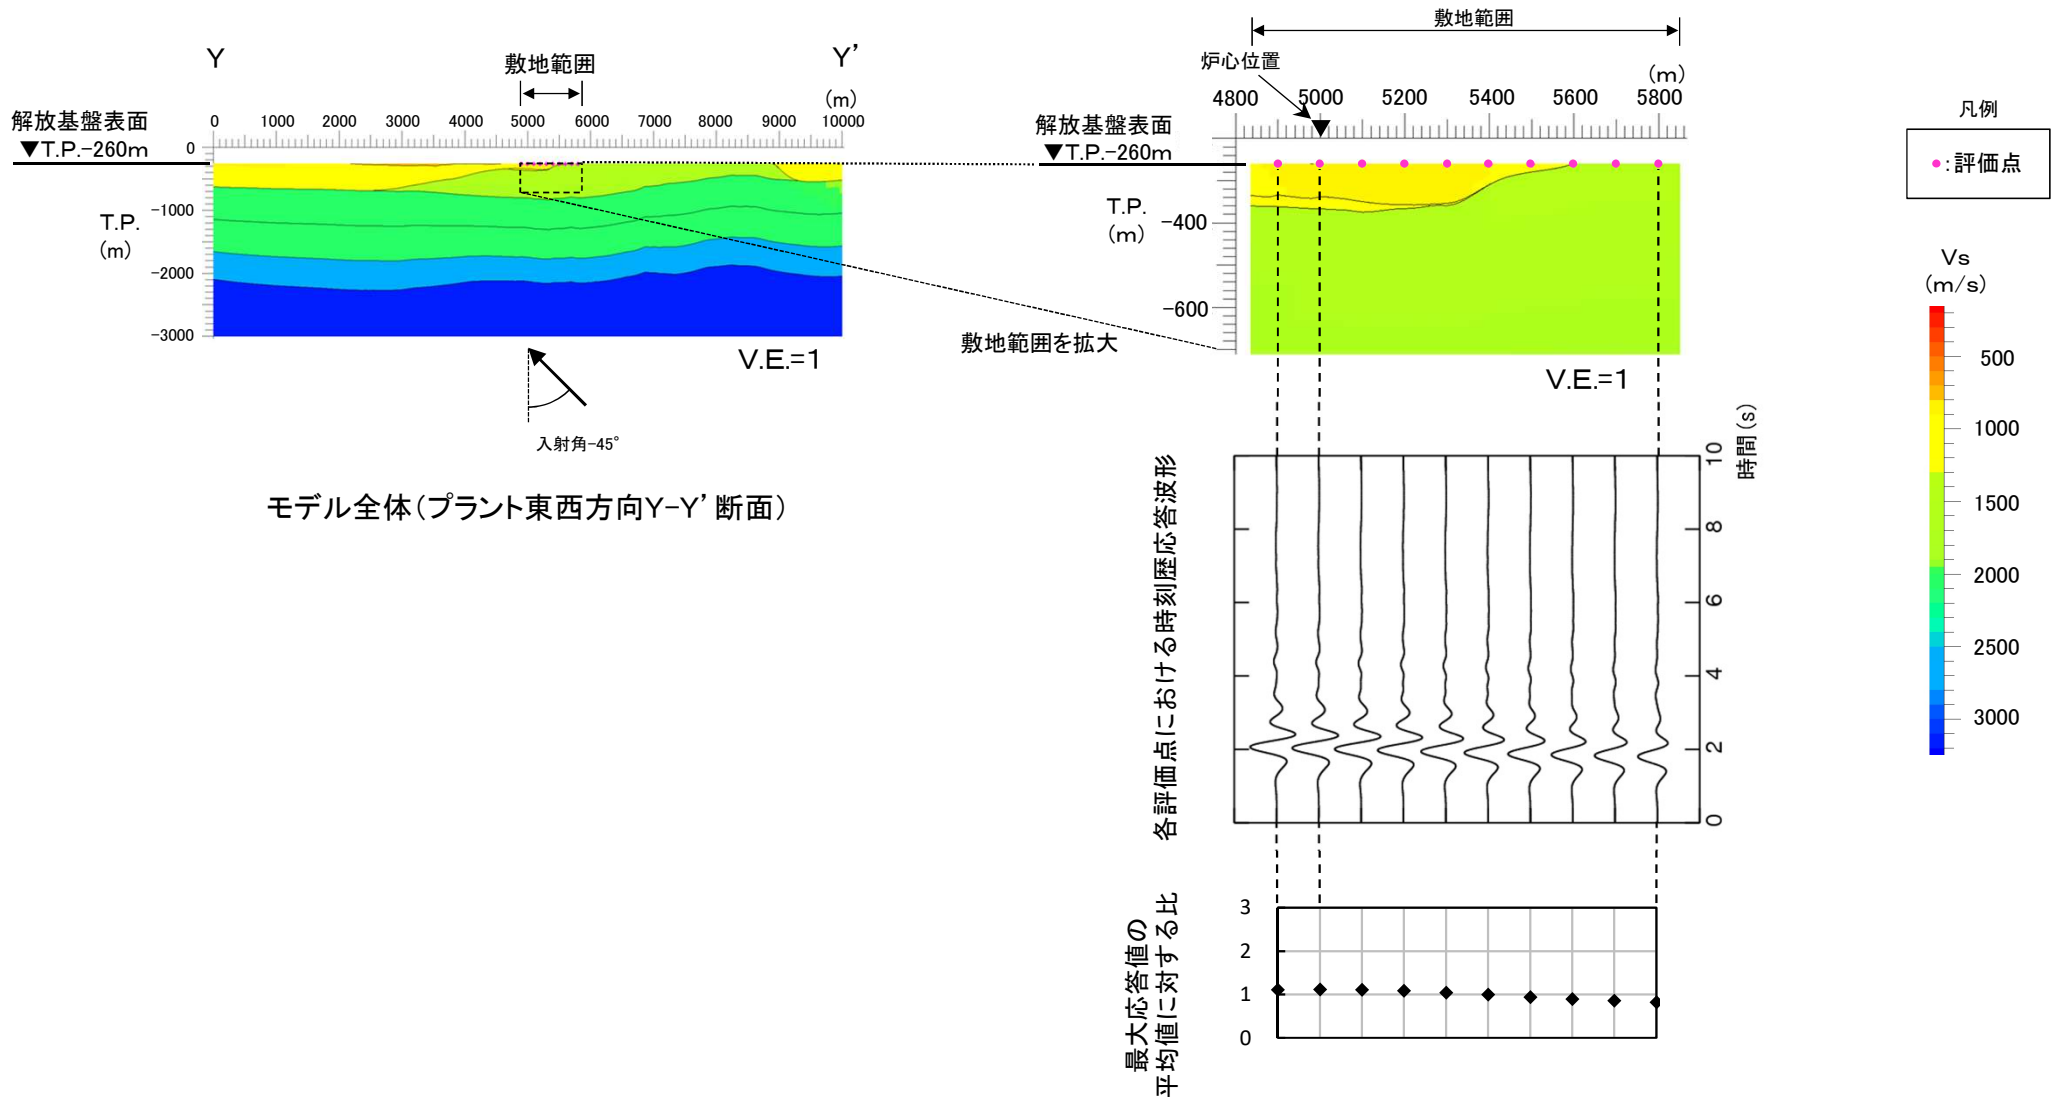 Y
敷地範囲
Y’
(m)
解放基盤表面
▼T.P.-260m
0
1000
2000
3000
4000
5000
6000
7000
8000
9000
10000
0
-1000
-2000
-3000
T.P.
(m)
V.E.=1
入射角-45°
モデル全体(プラント東西方向Y-Y’断面)
敷地範囲
炉心位置
(m)
4800
5000
5200
5400
5600
5800
解放基盤表面
▼T.P.-260m
T.P.
(m)
-400
-600
敷地範囲を拡大
V.E.=1
凡例
●:評価点
Vs
(m/s)
500
1000
1500
2000
2500
3000
各評価点における時刻歴応答波形
時間(s)
10
8
6
4
2
0
最大応答値の
平均値に対する比
3
2
1
0